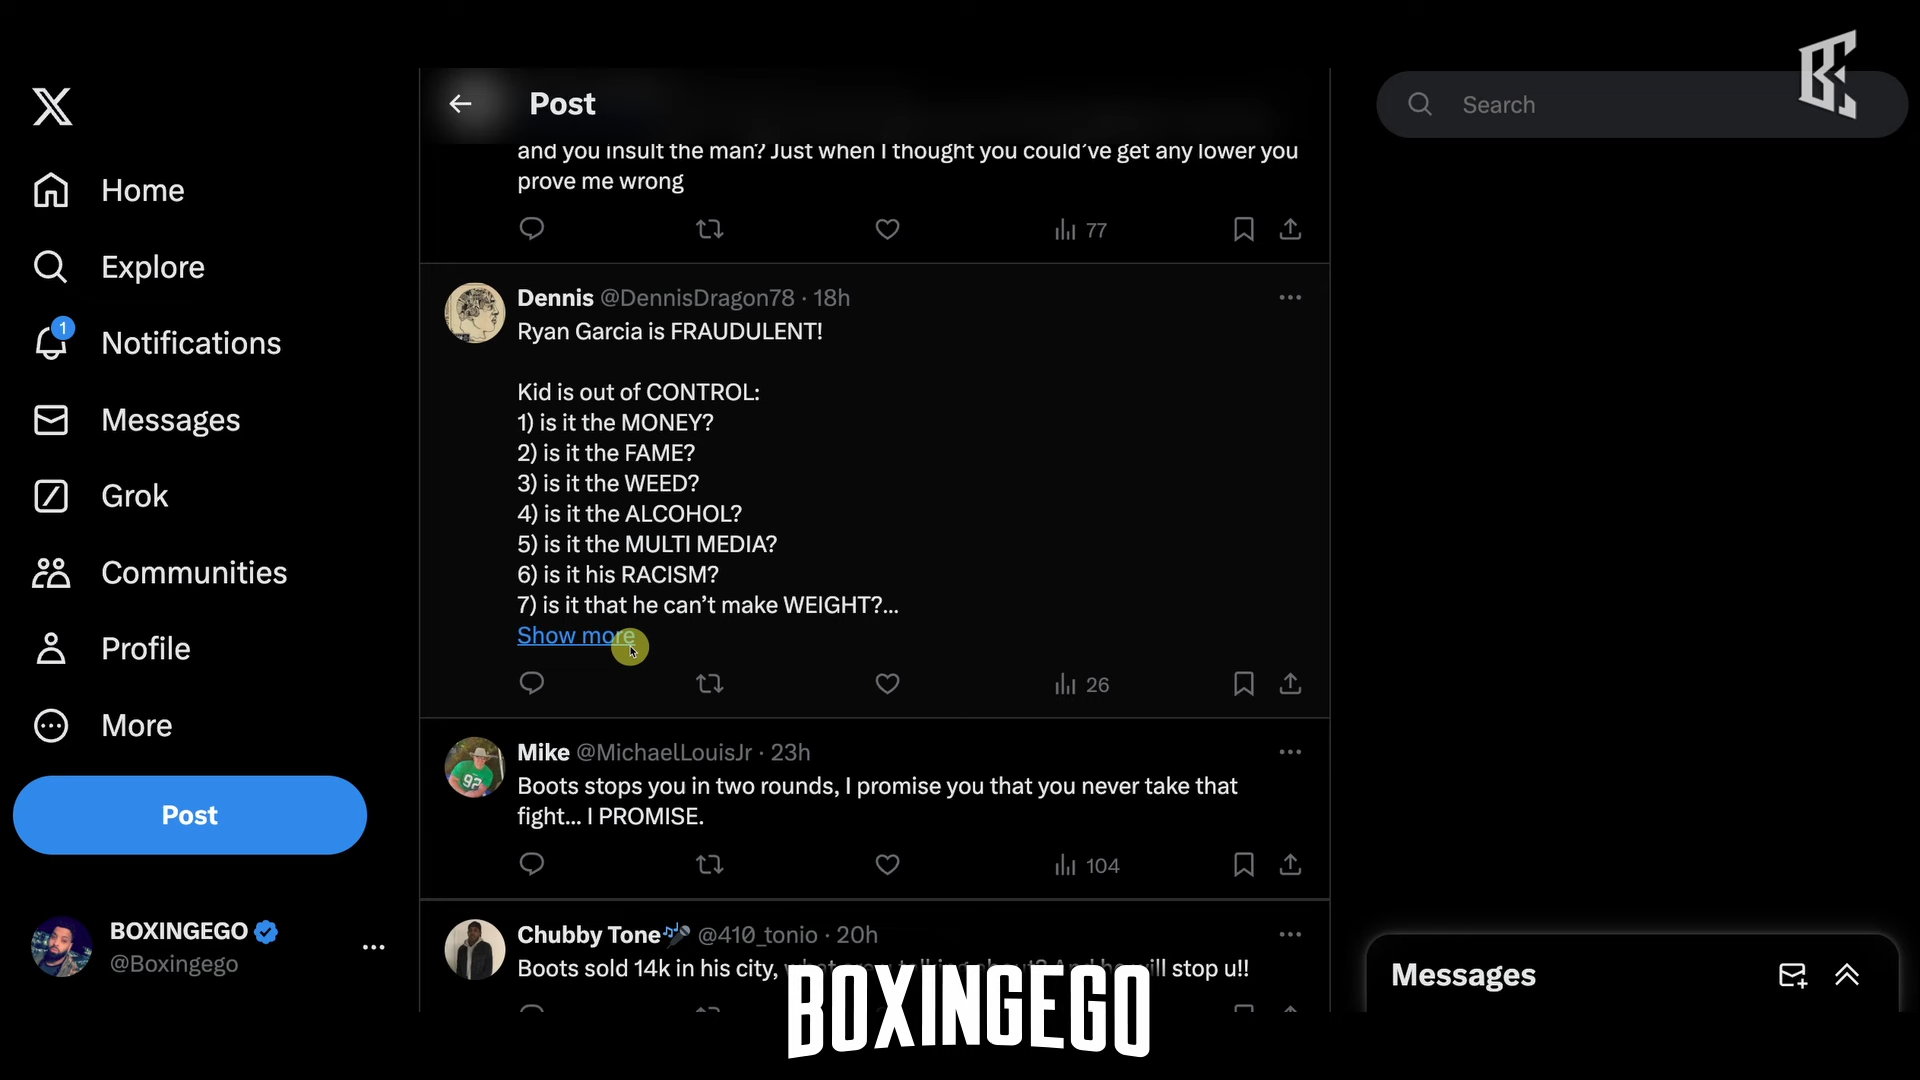 Post
Search
and you insult the man? Just when I thought you could've get any lower you
prove me wrong
77
Home
Explore
1
Notifications
Messages
Grok
Communities
Profile
More
Post
BOXINGEGO
@Boxingego
Dennis @DennisDragon78 · 18h
Ryan Garcia is FRAUDULENT!
Kid is out of CONTROL:
1) is it the MONEY?
2) is it the FAME?
3) is it the WEED?
4) is it the ALCOHOL?
5) is it the MULTI MEDIA?
6) is it his RACISM?
7) is it that he can't make WEIGHT?...
Show more
26
Mike @MichaelLouisJr · 23h
Boots stops you in two rounds, I promise you that you never take that
fight... I PROMISE.
104
Chubby Tone @410_tonio · 20h
Boots sold 14k in his city, will stop u!!
BOXINGEGO
Messages